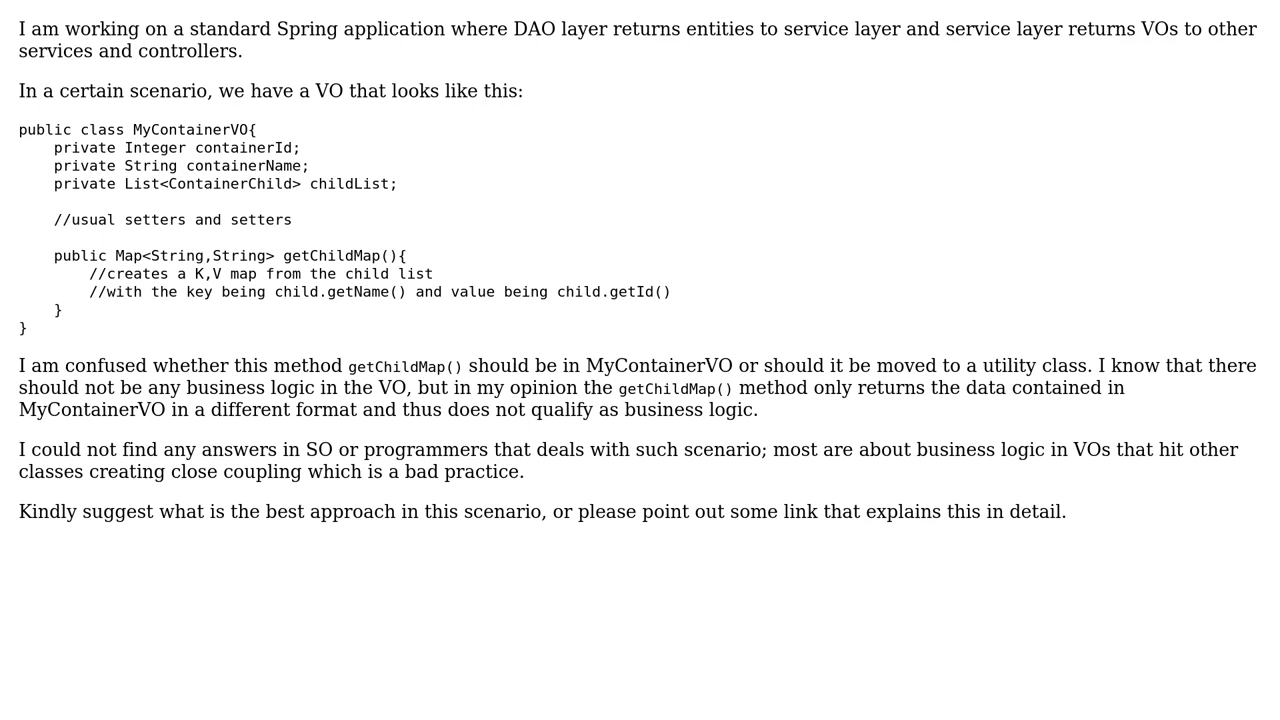 I am working on a standard Spring application where DAO layer returns entities to service layer and service layer returns VOs to other
services and controllers.
In a certain scenario, we have a VO that looks like this:
public class MyContainerVO{
    private Integer containerId;
    private String containerName;
    private List<ContainerChild> childList;
    //usual setters and setters
    public Map<String,String> getChildMap(){
        //creates a K,V map from the child list
        //with the key being child.getName() and value being child.getId()
    }
}
I am confused whether this method getChildMap() should be in MyContainerVO or should it be moved to a utility class. I know that there
should not be any business logic in the VO, but in my opinion the getChildMap() method only returns the data contained in
MyContainerVO in a different format and thus does not qualify as business logic.
I could not find any answers in SO or programmers that deals with such scenario; most are about business logic in VOs that hit other
classes creating close coupling which is a bad practice.
Kindly suggest what is the best approach in this scenario, or please point out some link that explains this in detail.